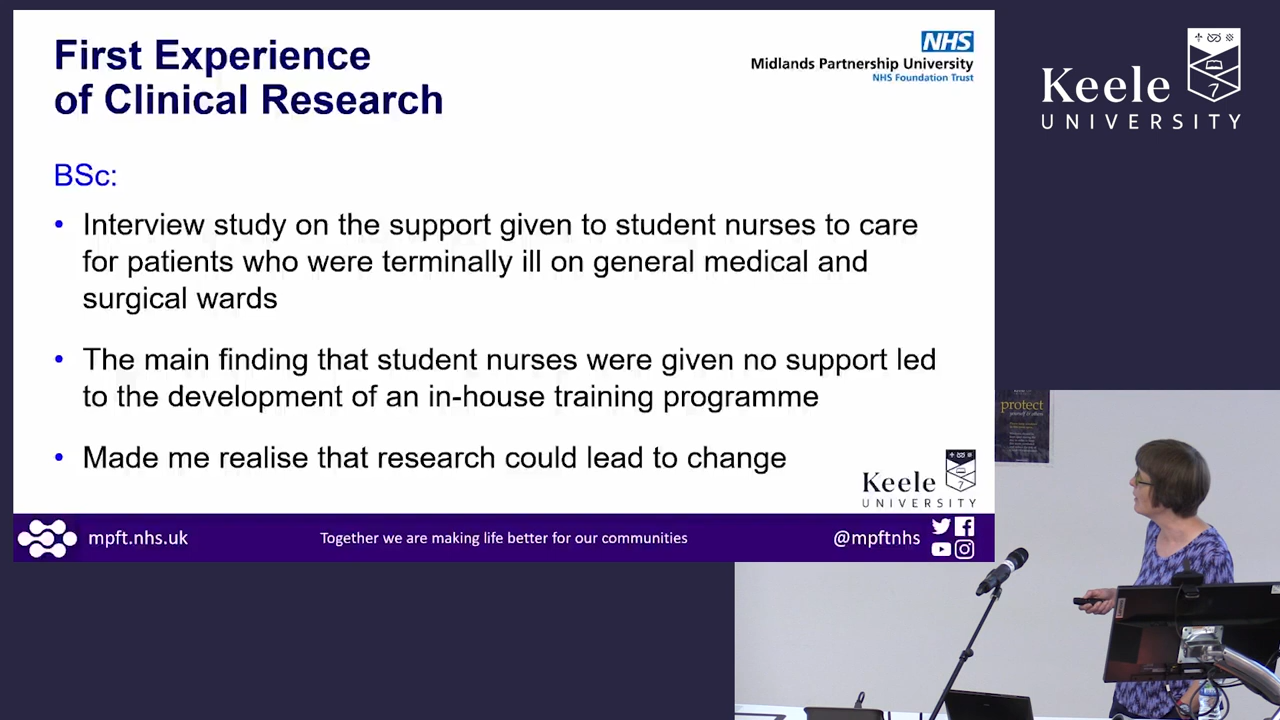 First Experience
of Clinical Research
NHS
Midlands Partnership University
NHS Foundation Trust
Keele
UNIVERSITY
BSc:
• Interview study on the support given to student nurses to care
for patients who were terminally ill on general medical and
surgical wards
• The main finding that student nurses were given no support led
to the development of an in-house training programme
• Made me realise that research could lead to change
Keele
UNIVERSITY
mpft.nhs.uk
Together we are making life better for our communities
@mpftnhs
protect